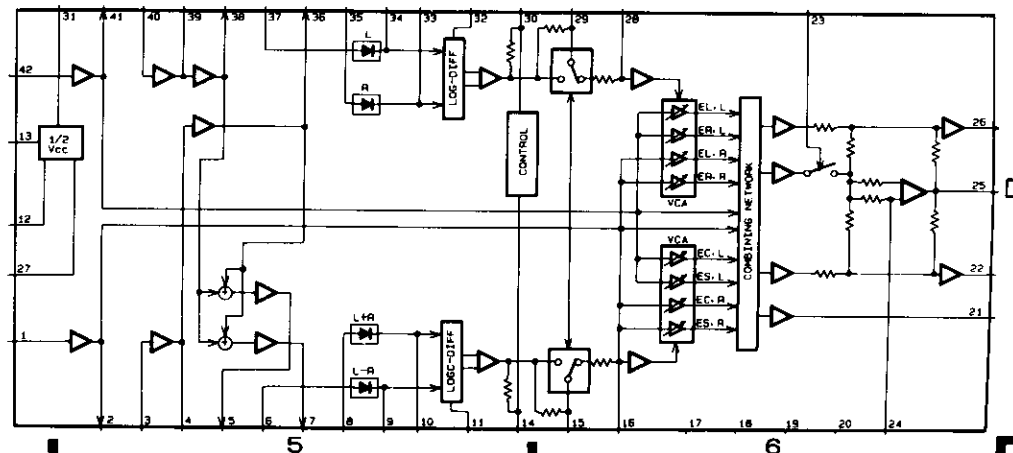 31 41 40 39 38 36 37 35 34 33 32 30 29 28 23
L
42
LOG-DIFF
A
EL. L
26
13
1/2
Vcc
EA. L
CONTROL
EL. A
EA. A
25
VCA
COMBINING NETWORK
12
VCA
EC. L
27
ES. L
22
EC. A
21
L+A
ES. A
1
LOGC-DIFF
L-A
2 3 4 5 6 7 8 9 10 11 14 15 16 17 18 19 20 24
5 6